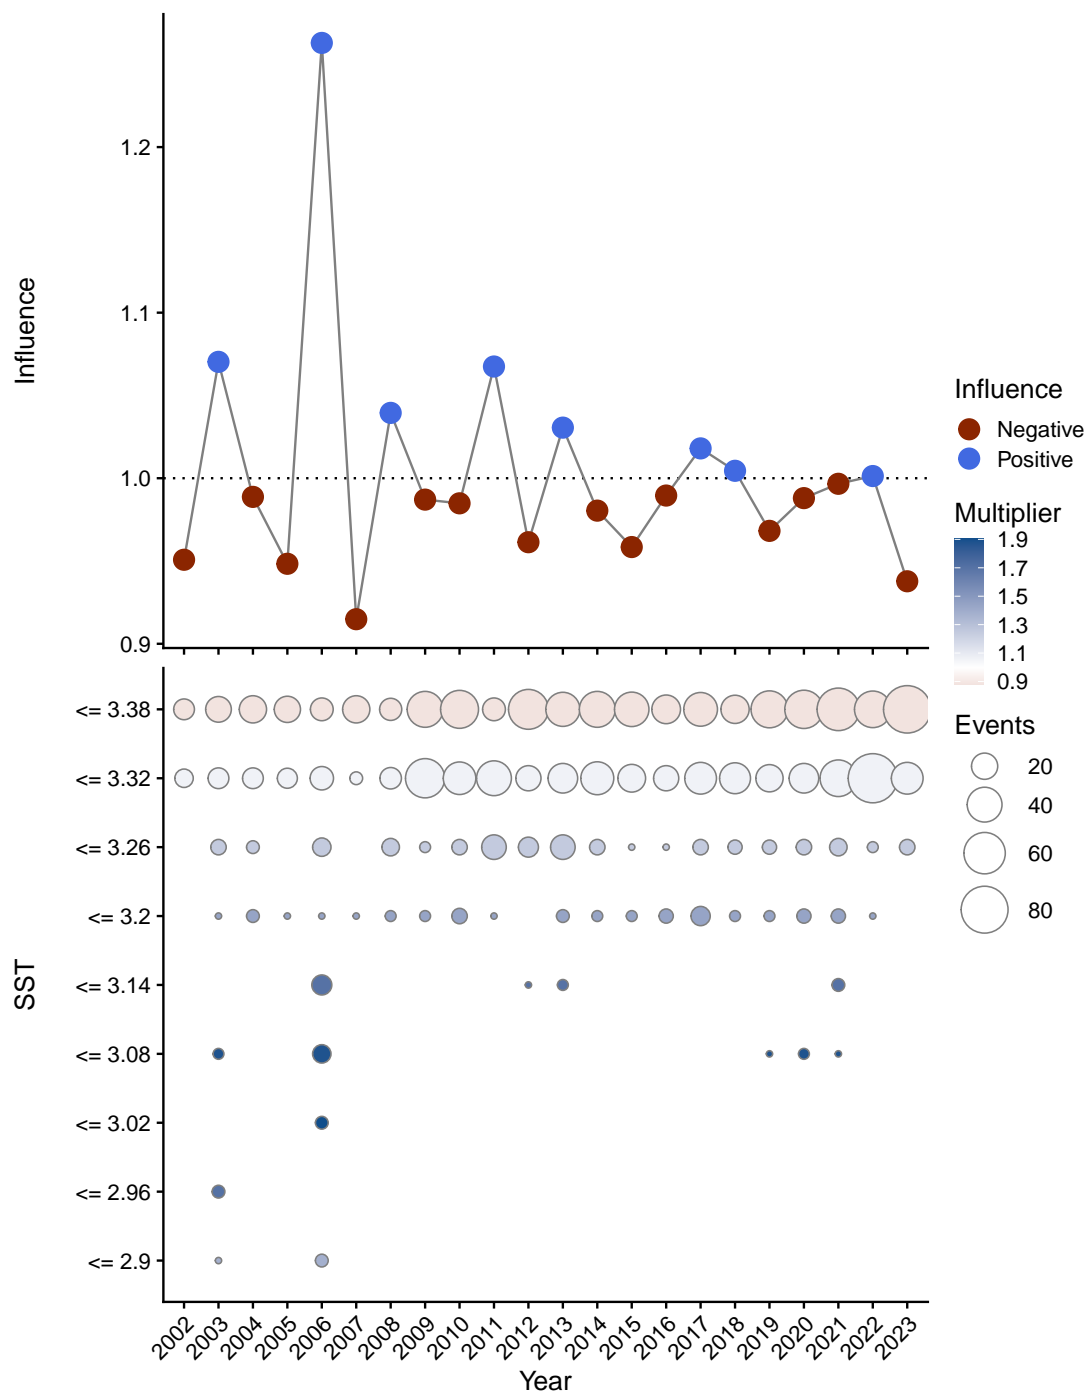 Influence
1.2
1.1
1.0
0.9
SST
<= 3.38
<= 3.32
<= 3.26
<= 3.2
<= 3.14
<= 3.08
<= 3.02
<= 2.96
<= 2.9
2002 2003 2004 2005 2006 2007 2008 2009 2010 2011 2012 2013 2014 2015 2016 2017 2018 2019 2020 2021 2022 2023
Year
Influence
Negative
Positive
Multiplier
1.9
1.7
1.5
1.3
1.1
0.9
Events
20
40
60
80